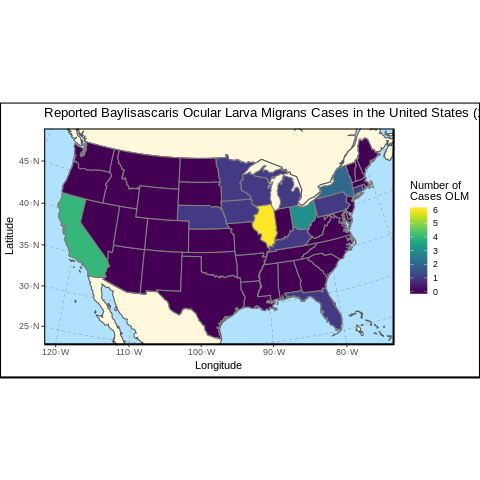 Reported Baylisascaris Ocular Larva Migrans Cases in the United States (
45°N
40°N
35°N
30°N
25°N
120°W
110°W
100°W
90°W
80°W
Latitude
Longitude
Number of
Cases OLM
6
5
4
3
2
1
0